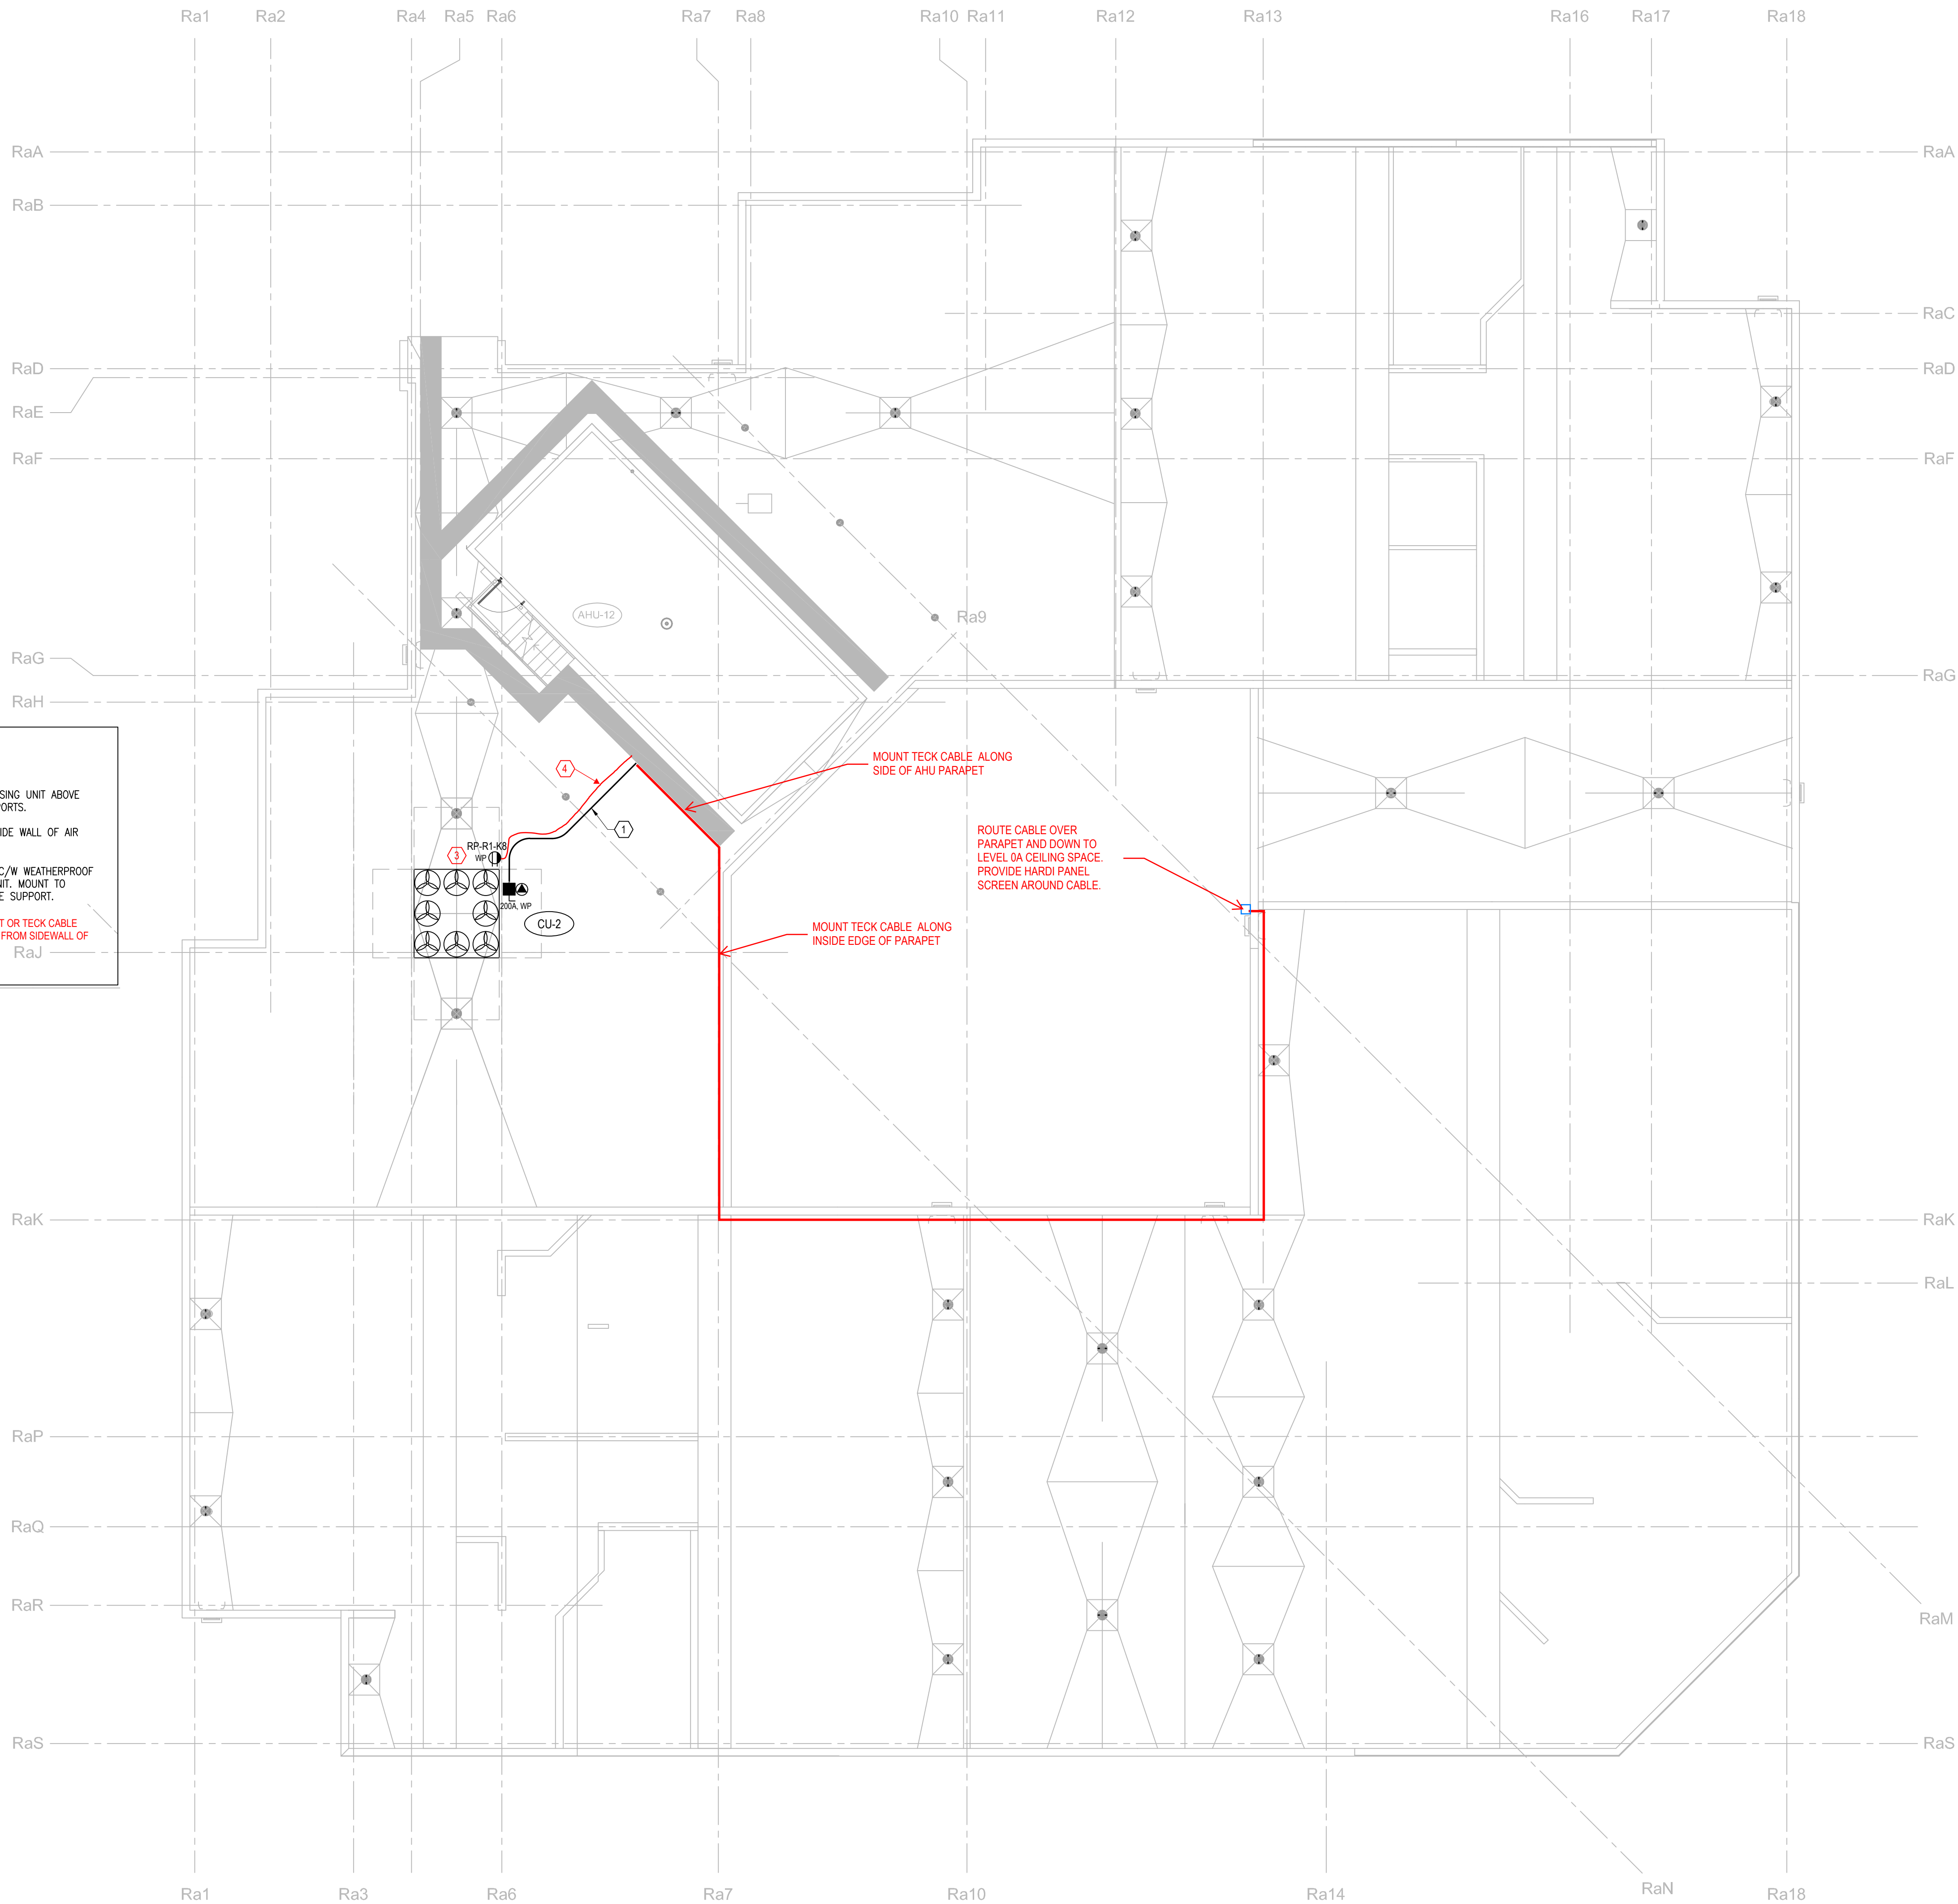 Ra1
Ra2
Ra4
Ra5
Ra6
Ra7
Ra8
Ra10
Ra11
Ra12
Ra13
Ra16
Ra17
Ra18
RaA
RaA
RaB
RaC
RaD
RaD
RaE
RaF
RaF
AHU-12
Ra9
RaG
RaG
RaH
SING UNIT ABOVE
PORTS.
IDE WALL OF AIR
C/W WEATHERPROOF
NIT. MOUNT TO
E SUPPORT.
T OR TECK CABLE
FROM SIDEWALL OF
MOUNT TECK CABLE ALONG
SIDE OF AHU PARAPET
4
1
3
RP-R1-K8
WP
200A, WP
CU-2
ROUTE CABLE OVER
PARAPET AND DOWN TO
LEVEL 0A CEILING SPACE.
PROVIDE HARDI PANEL
SCREEN AROUND CABLE.
MOUNT TECK CABLE ALONG
INSIDE EDGE OF PARAPET
RaJ
RaK
RaK
RaL
RaP
RaQ
RaR
RaM
RaS
RaS
Ra1
Ra3
Ra6
Ra7
Ra10
Ra14
RaN
Ra18